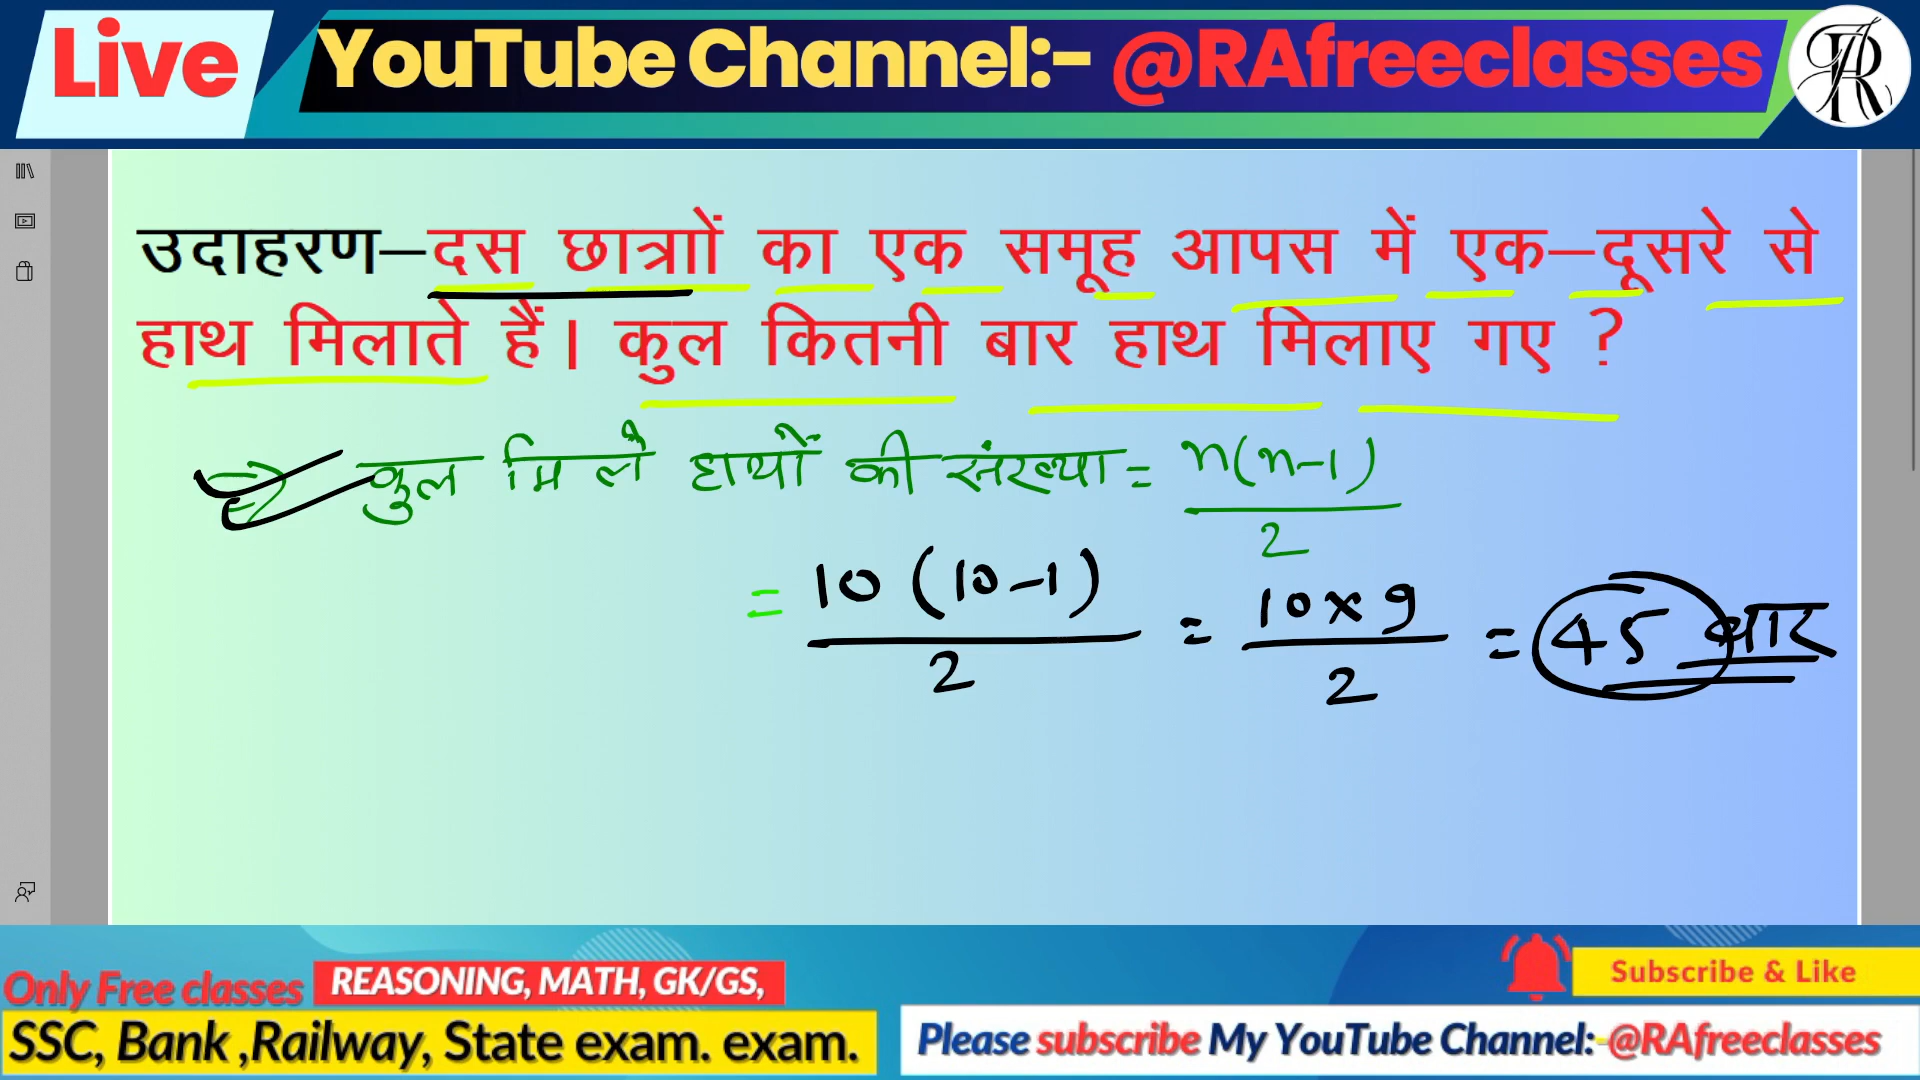 Live
YouTube Channel:- @RAfreeclasses
उदाहरण–दस छात्राों का एक समूह आपस में एक–दूसरे से
हाथ मिलाते हैं। कुल कितनी बार हाथ मिलाए गए ?
=> कुल मिले हाथों की संख्या = n(n-1)
2
= 10 (10-1) = 10 x 9 = 45 बार
2 2
Only Free classes REASONING, MATH, GK/GS,
Subscribe & Like
SSC, Bank ,Railway, State exam. exam.
Please subscribe My YouTube Channel:-@RAfreeclasses